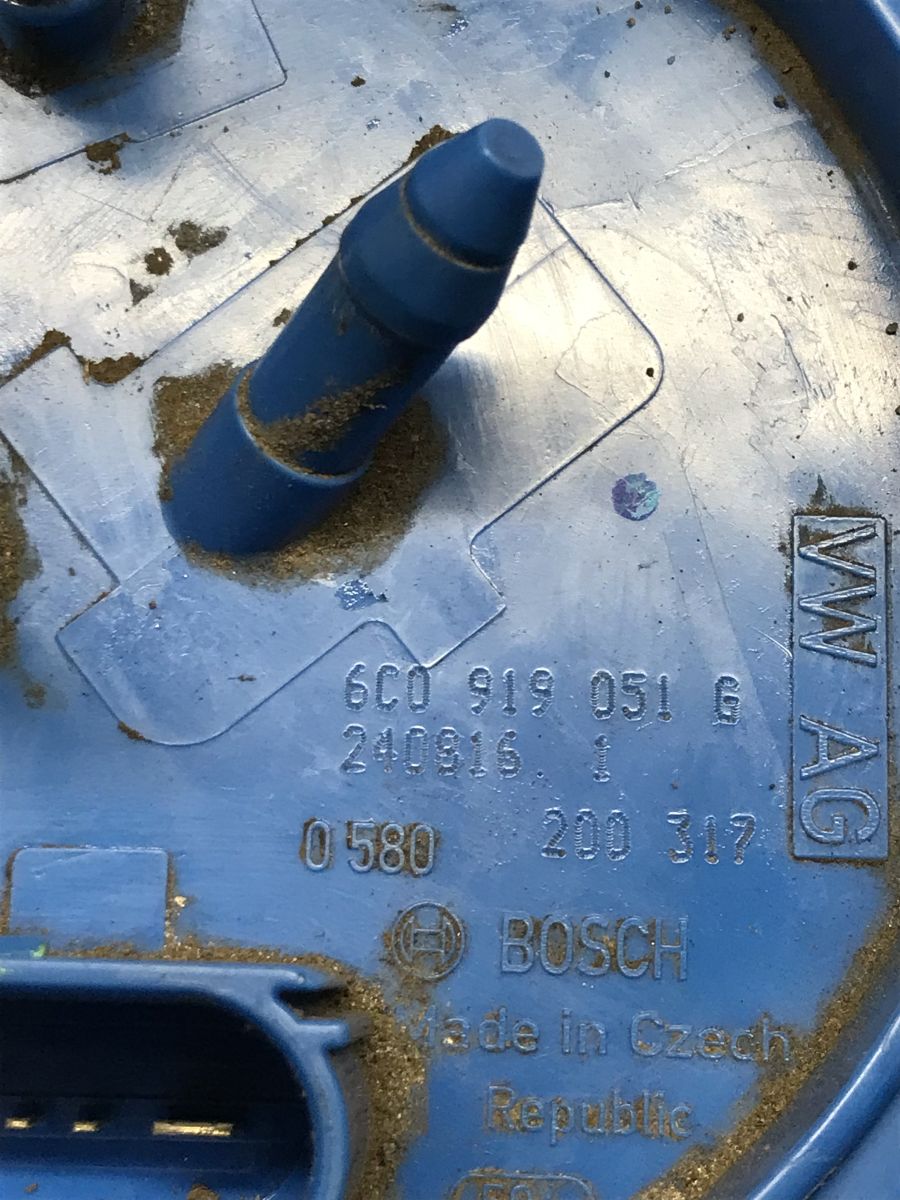 6C0 919 051 G
240816 1
0 580 200 317
BOSCH
Made in Czech
Republic
VW AG